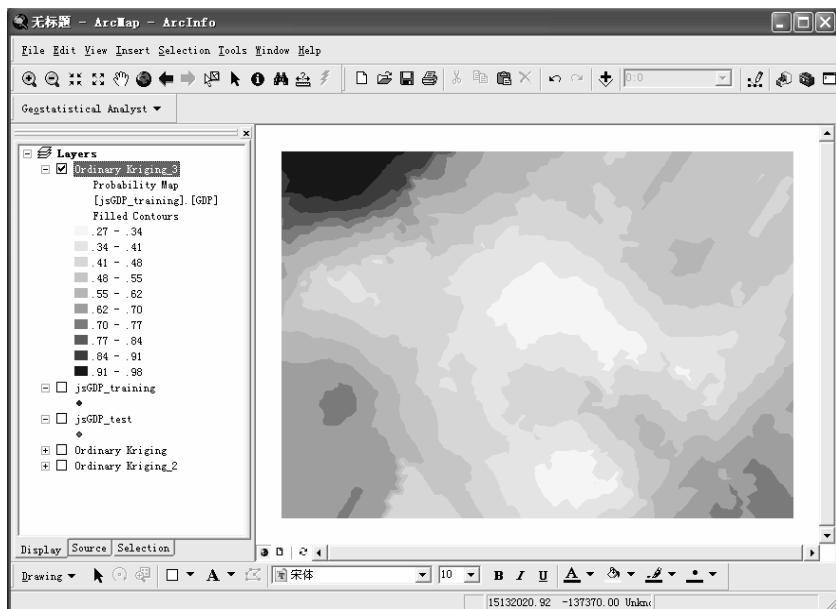 无标题 - ArcMap - ArcInfo
File Edit View Insert Selection Tools Window Help
0:0
Geostatistical Analyst
Layers
Ordinary Kriging_3
Probability Map
[jsGDP_training].[GDP]
Filled Contours
.27 - .34
.34 - .41
.41 - .48
.48 - .55
.55 - .62
.62 - .70
.70 - .77
.77 - .84
.84 - .91
.91 - .98
jsGDP_training
jsGDP_test
Ordinary Kriging
Ordinary Kriging_2
Display Source Selection
Drawing A 宋体 10 B I U A
15132020.92 -137370.00 Unkn